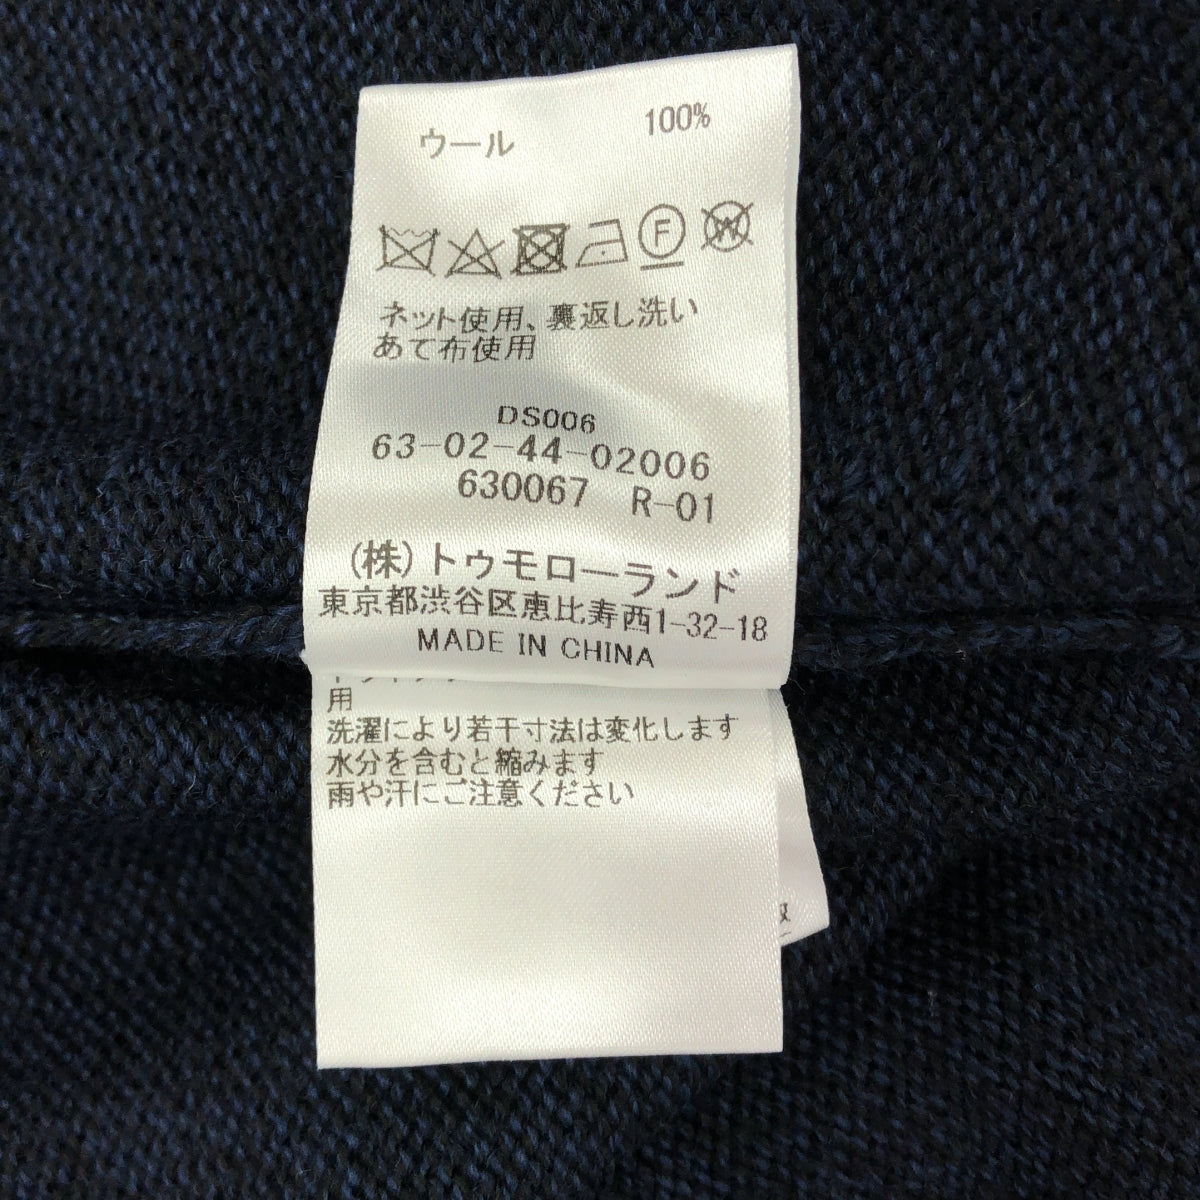 ウール 100%
F W
ネット使用、裏返し洗い
あて布使用
DS006
63-02-44-02006
630067 R-01
(株)トゥモローランド
東京都渋谷区恵比寿西1-32-18
MADE IN CHINA
用
洗濯により若干寸法は変化します
水分を含むと縮みます
雨や汗にご注意ください